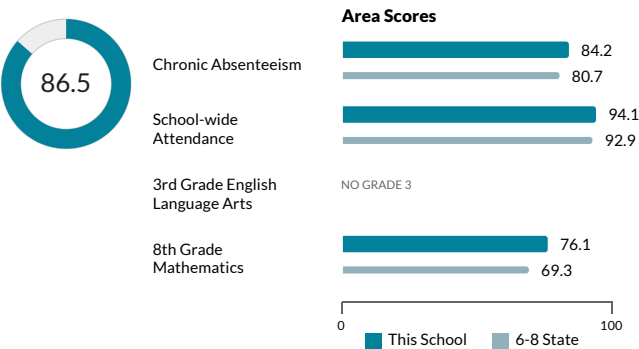 Area Scores
86.5
Chronic Absenteeism
84.2
80.7
School-wide
Attendance
94.1
92.9
3rd Grade English
Language Arts
NO GRADE 3
8th Grade
Mathematics
76.1
69.3
0
100
This School
6-8 State